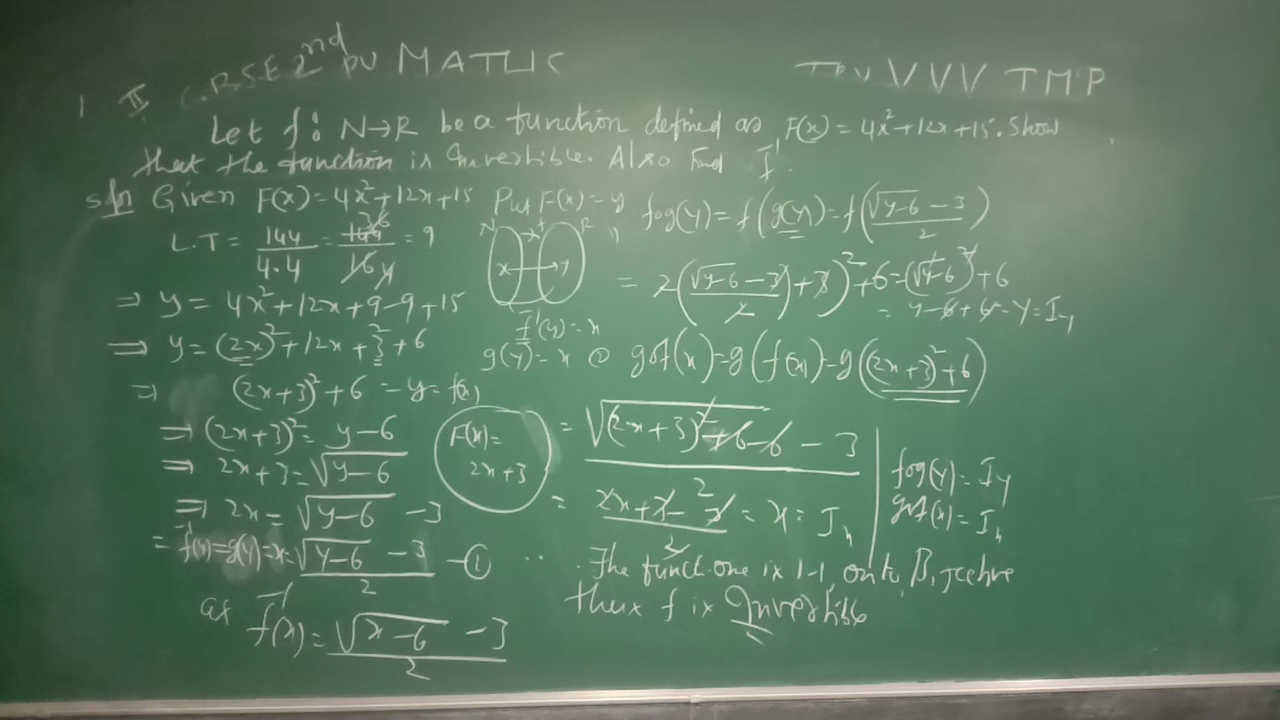 II CBSE 2nd PU MATHS VVV TMP
Let f: N→R be a function defined as F(x) = 4x²+12x+15. Show
that the function is Invertible. Also Find f⁻¹.
soln Given F(x) = 4x²+12x+15 Put F(x) = y
L.T = 144/4.4 = 144/16 = 9
N f R
x y
f⁻¹(y) = x
g(y) = x
⇒ y = 4x²+12x+9-9+15
⇒ y = (2x)²+12x+3²+6
⇒ (2x+3)²+6 = y = f(x)
⇒ (2x+3)² = y-6
⇒ 2x+3 = √y-6
⇒ 2x = √y-6 -3
= f⁻¹(y)=g(y)=x= √y-6 -3 / 2 -①
as f⁻¹(x) = √x-6 -3 / 2
F(x)=
2x+3
fog(y) = f(g(y)) = f(√y-6 -3 / 2)
= 2(√y-6 -3 / 2 + 3)²+6 = (√y-6)²+6
= y-6+6 = y = Iy
gof(x) = g(f(x)) = g((2x+3)²+6)
= √(2x+3)²+6-6 - 3 / 2
= 2x+3-3 / 2 = x = Ix
fog(y) = Iy
gof(x) = Ix
The function is 1-1, onto
thus f is Invertible